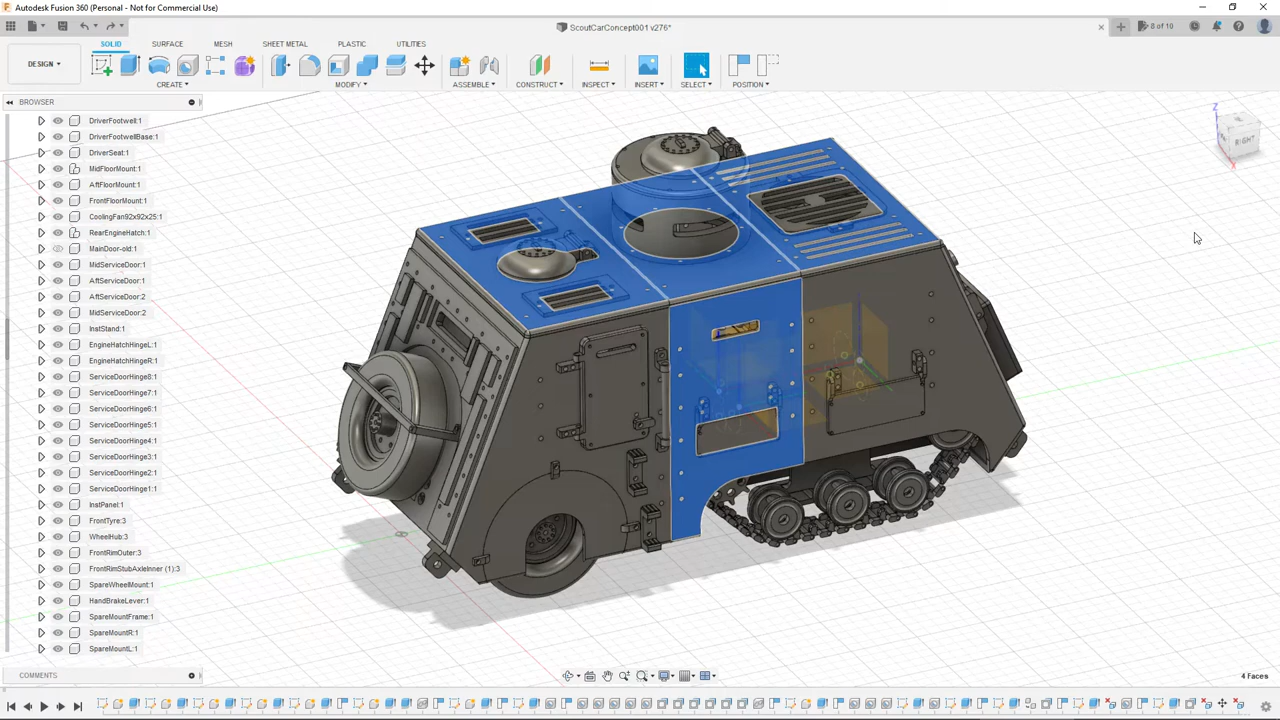 Autodesk Fusion 360 (Personal - Not for Commercial Use)
ScoutCarConcept001 v276*
8 of 10
SOLID SURFACE MESH SHEET METAL PLASTIC UTILITIES
DESIGN
CREATE MODIFY ASSEMBLE CONSTRUCT INSPECT INSERT SELECT POSITION
BROWSER
DriverFootwell:1
DriverFootwellBase:1
DriverSeat:1
MidFloorMount:1
AftFloorMount:1
FrontFloorMount:1
CoolingFan92x92x25:1
RearEngineHatch:1
MainDoor-old:1
MidServiceDoor:1
AftServiceDoor:1
AftServiceDoor:2
MidServiceDoor:2
InstStand:1
EngineHatchHingeL:1
EngineHatchHingeR:1
ServiceDoorHinge8:1
ServiceDoorHinge7:1
ServiceDoorHinge6:1
ServiceDoorHinge5:1
ServiceDoorHinge4:1
ServiceDoorHinge3:1
ServiceDoorHinge2:1
ServiceDoorHinge1:1
InstPanel:1
FrontTyre:3
WheelHub:3
FrontRimOuter:3
FrontRimStubAxleInner (1):3
SpareWheelMount:1
HandBrakeLever:1
SpareMountFrame:1
SpareMountR:1
SpareMountL:1
Z
RIGHT
X
COMMENTS
4 Faces